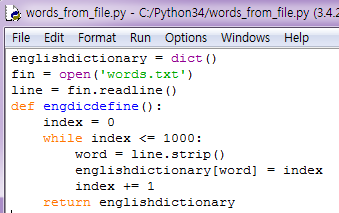 words_from_file.py - C:/Python34/words_from_file.py (3.4.2
File Edit Format Run Options Windows Help
englishdictionary = dict()
fin = open('words.txt')
line = fin.readline()
def engdicdefine():
    index = 0
    while index <= 1000:
        word = line.strip()
        englishdictionary[word] = index
        index += 1
    return englishdictionary